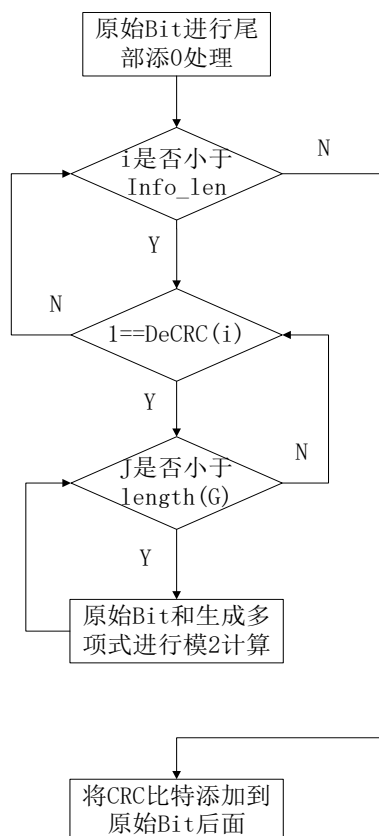 原始Bit进行尾
部添0处理
i是否小于
Info_len
N
Y
N
1==DeCRC(i)
Y
J是否小于
length(G)
N
Y
原始Bit和生成多
项式进行模2计算
将CRC比特添加到
原始Bit后面